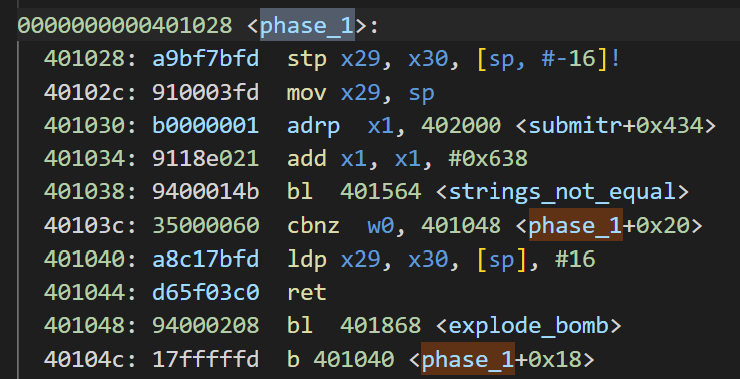 0000000000401028 <phase_1>:
401028: a9bf7bfd stp x29, x30, [sp, #-16]!
40102c: 910003fd mov x29, sp
401030: b0000001 adrp x1, 402000 <submitr+0x434>
401034: 9118e021 add x1, x1, #0x638
401038: 9400014b bl 401564 <strings_not_equal>
40103c: 35000060 cbnz w0, 401048 <phase_1+0x20>
401040: a8c17bfd ldp x29, x30, [sp], #16
401044: d65f03c0 ret
401048: 94000208 bl 401868 <explode_bomb>
40104c: 17fffffd b 401040 <phase_1+0x18>